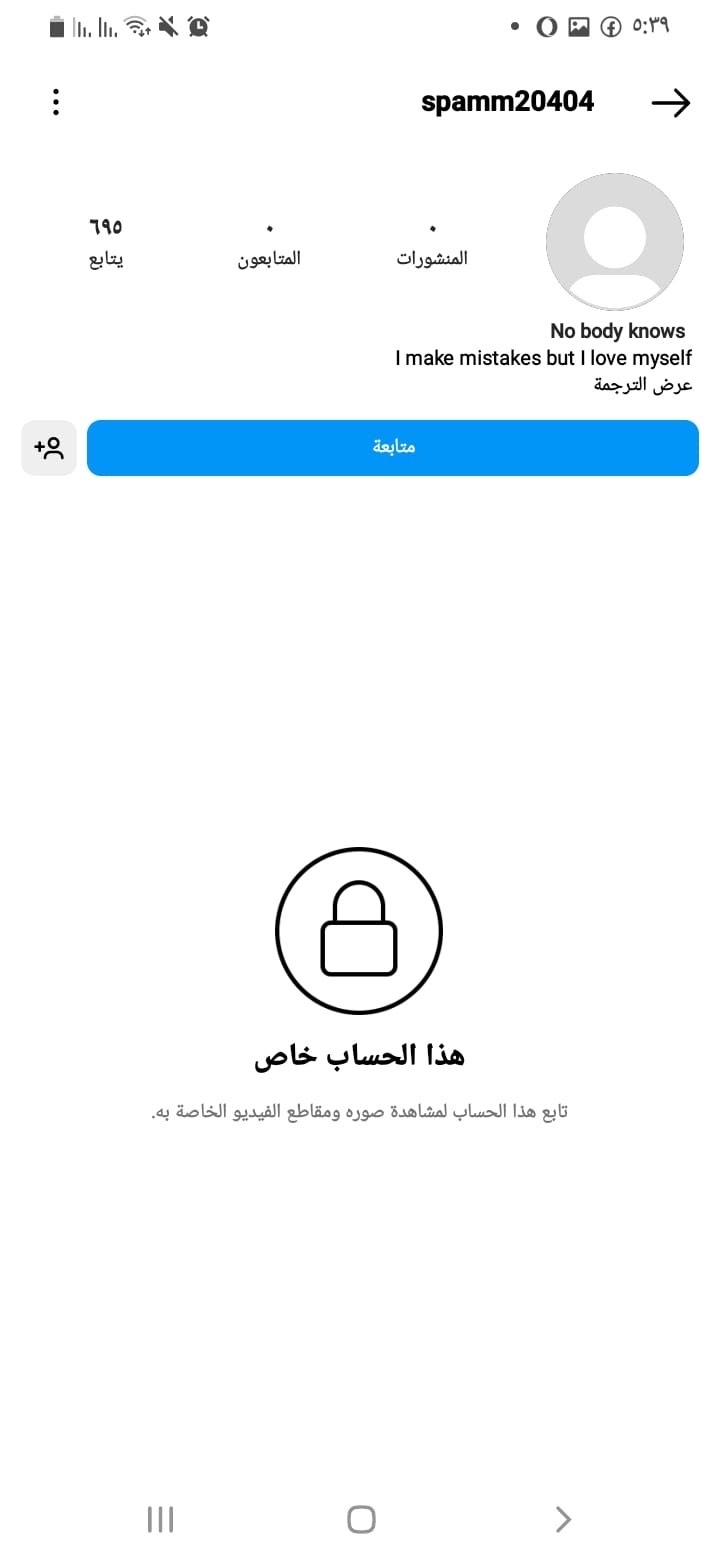 ٥:٣٩
spamm20404
٠ ٠ ٦٩٥
المنشورات المتابعون يتابع
No body knows
I make mistakes but I love myself
عرض الترجمة
متابعة
هذا الحساب خاص
تابع هذا الحساب لمشاهدة صوره ومقاطع الفيديو الخاصة به.